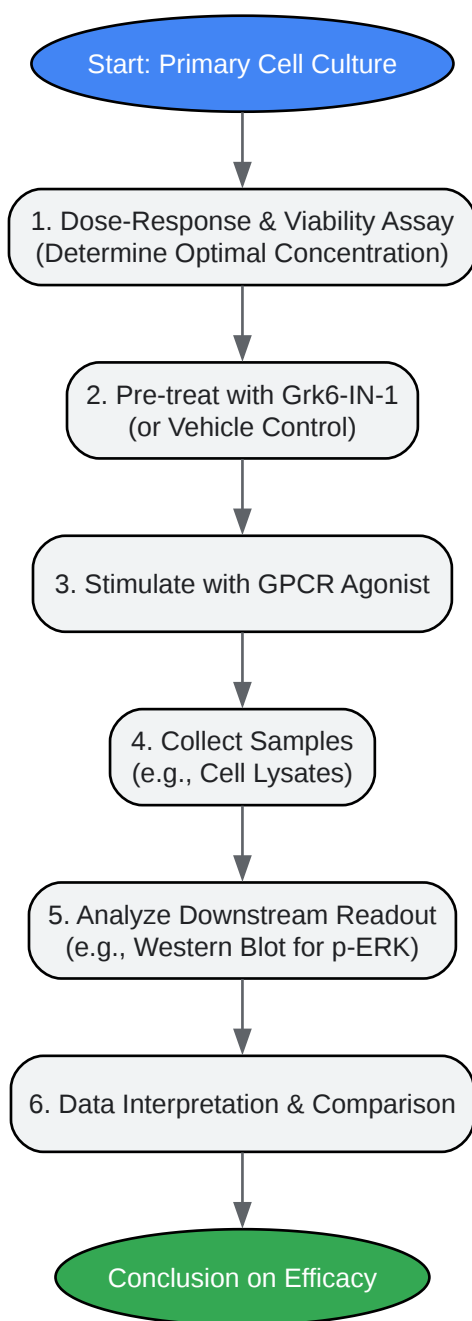 Start: Primary Cell Culture
1. Dose-Response & Viability Assay
(Determine Optimal Concentration)
2. Pre-treat with Grk6-IN-1
(or Vehicle Control)
3. Stimulate with GPCR Agonist
4. Collect Samples
(e.g., Cell Lysates)
5. Analyze Downstream Readout
(e.g., Western Blot for p-ERK)
6. Data Interpretation & Comparison
Conclusion on Efficacy